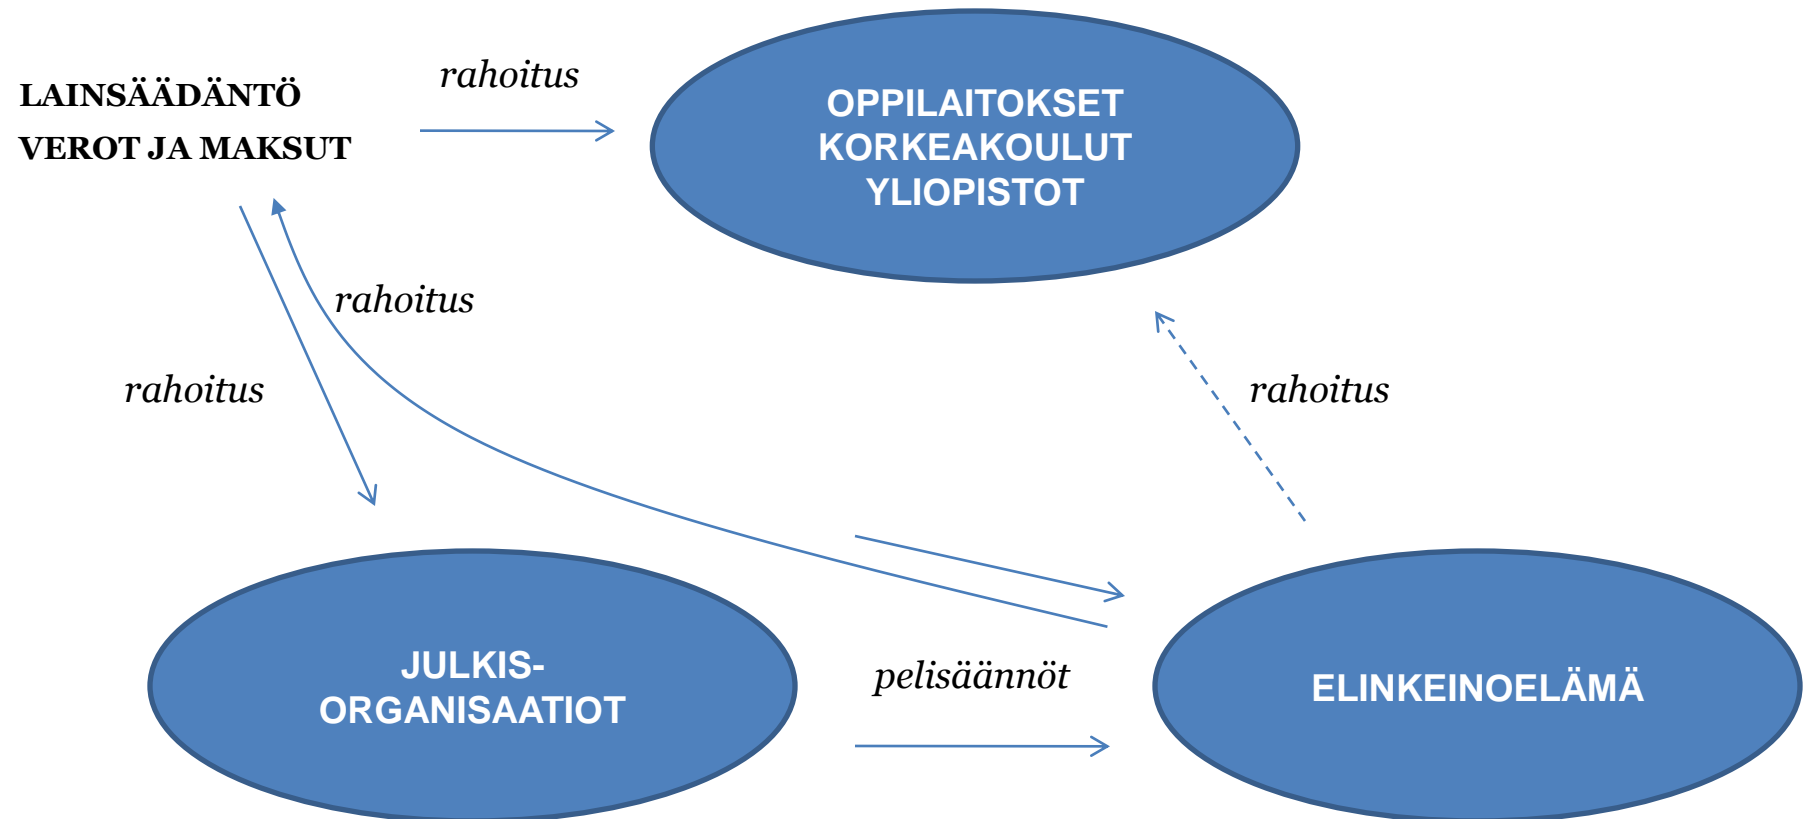 rahoitus
LAINSÄÄDÄNTÖ
VEROT JA MAKSUT
OPPILAITOKSET
KORKEAKOULUT
YLIOPISTOT
rahoitus
rahoitus
rahoitus
JULKIS-
ORGANISAATIOT
pelisäännöt
ELINKEINOELÄMÄ